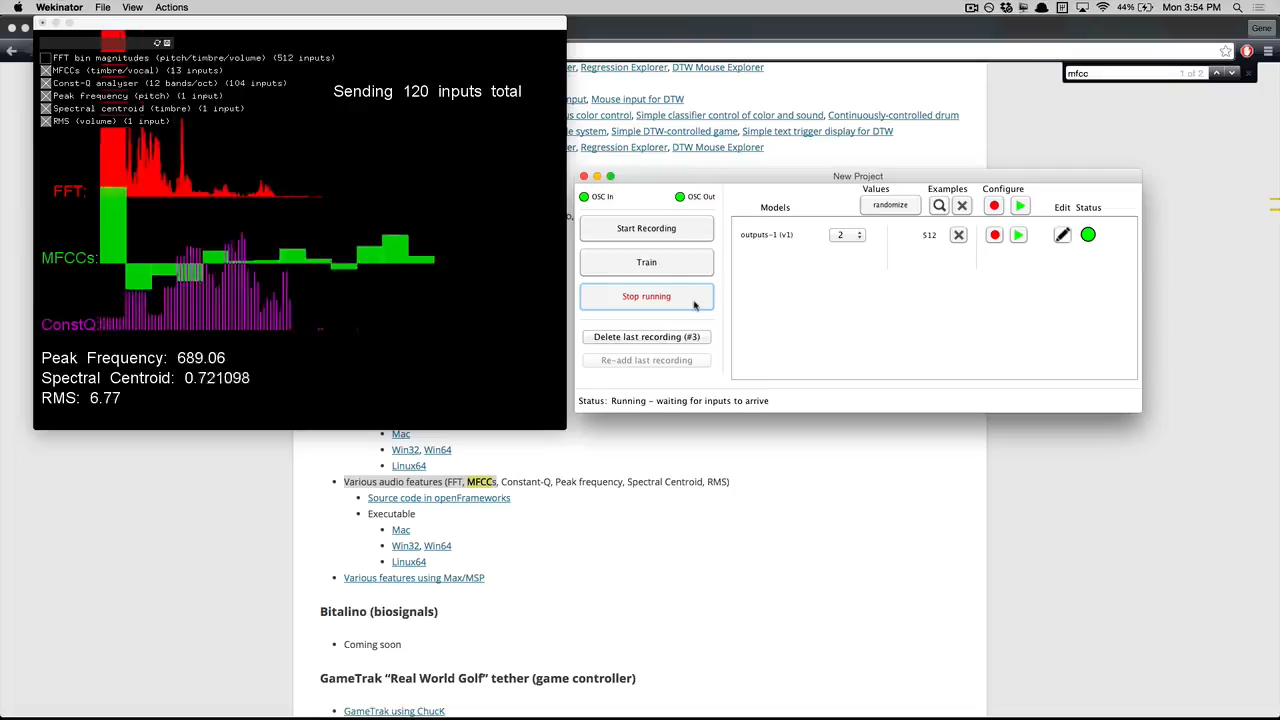 Wekinator File View Actions
44% Mon 3:54 PM
Gene
FFT bin magnitudes (pitch/timbre/volume) (512 inputs)
MFCCs (timbre/vocal) (13 inputs)
Const-Q analyser (12 bands/oct) (104 inputs)
Peak Frequency (pitch) (1 input)
Spectral centroid (timbre) (1 input)
RMS (volume) (1 input)
Sending 120 inputs total
FFT:
MFCCs:
ConstQ:
Peak Frequency: 689.06
Spectral Centroid: 0.721098
RMS: 6.77
mfcc 1 of 2
Regression Explorer, DTW Mouse Explorer
Mouse input for DTW
Simple classifier control of color and sound, Continuously-controlled drum
Simple DTW-controlled game, Simple text trigger display for DTW
Regression Explorer, DTW Mouse Explorer
New Project
OSC In OSC Out
Start Recording
Train
Stop running
Delete last recording (#3)
Re-add last recording
Values Examples Configure
randomize
Models Edit Status
outputs-1 (v1) 2 512
Status: Running - waiting for inputs to arrive
Mac
Win32, Win64
Linux64
Various audio features (FFT, MFCCs, Constant-Q, Peak frequency, Spectral Centroid, RMS)
Source code in openFrameworks
Executable
Mac
Win32, Win64
Linux64
Various features using Max/MSP
Bitalino (biosignals)
Coming soon
GameTrak “Real World Golf” tether (game controller)
GameTrak using ChucK